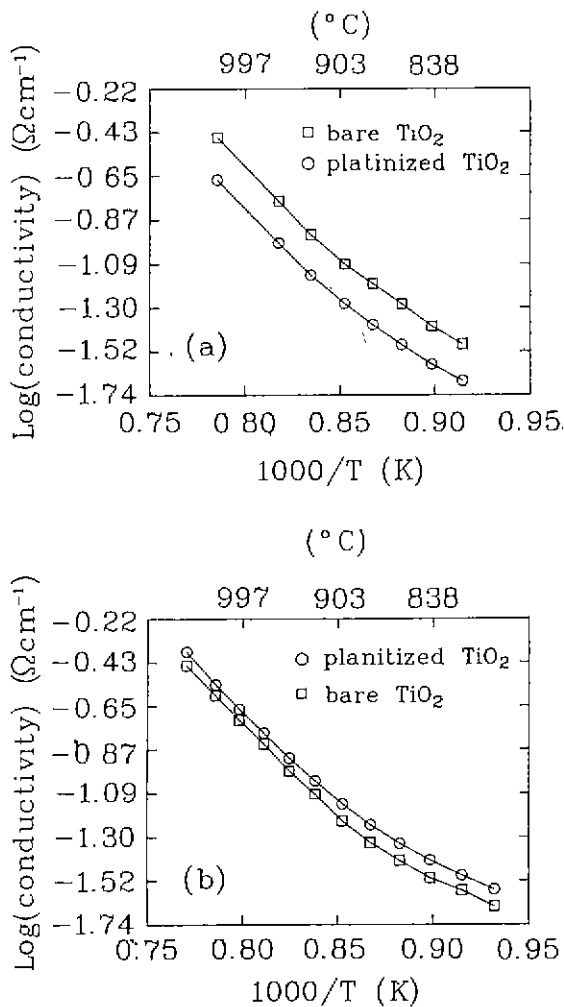 (°C)
997 903 838
−0.22
−0.43
−0.65
−0.87
−1.09
−1.30
−1.52
−1.74
Log(conductivity) (Ωcm⁻¹)
□ bare TiO₂
○ platinized TiO₂
(a)
0.75 0 80 0.85 0.90 0.95
1000/T (K)
(°C)
997 903 838
−0.22
−0.43
−0.65
−0 87
−1.09
−1.30
−1.52
−1.74
Log(conductivity) (Ωcm⁻¹)
○ planitized TiO₂
□ bare TiO₂
(b)
0.75 0.80 0.85 0.90 0.95
1000/T (K)